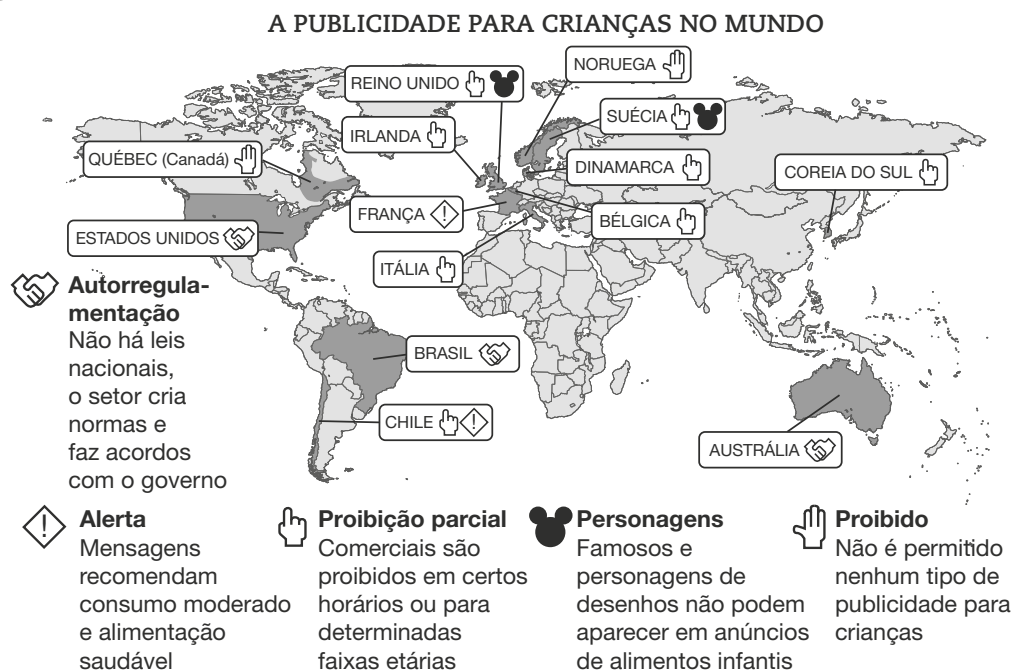 A PUBLICIDADE PARA CRIANÇAS NO MUNDO
NORUEGA
REINO UNIDO
SUÉCIA
IRLANDA
QUÉBEC (Canadá)
DINAMARCA
COREIA DO SUL
FRANÇA
BÉLGICA
ESTADOS UNIDOS
ITÁLIA
BRASIL
CHILE
AUSTRÁLIA
Autorregula-
mentação
Não há leis
nacionais,
o setor cria
normas e
faz acordos
com o governo
Alerta
Mensagens
recomendam
consumo moderado
e alimentação
saudável
Proibição parcial
Comerciais são
proibidos em certos
horários ou para
determinadas
faixas etárias
Personagens
Famosos e
personagens de
desenhos não podem
aparecer em anúncios
de alimentos infantis
Proibido
Não é permitido
nenhum tipo de
publicidade para
crianças